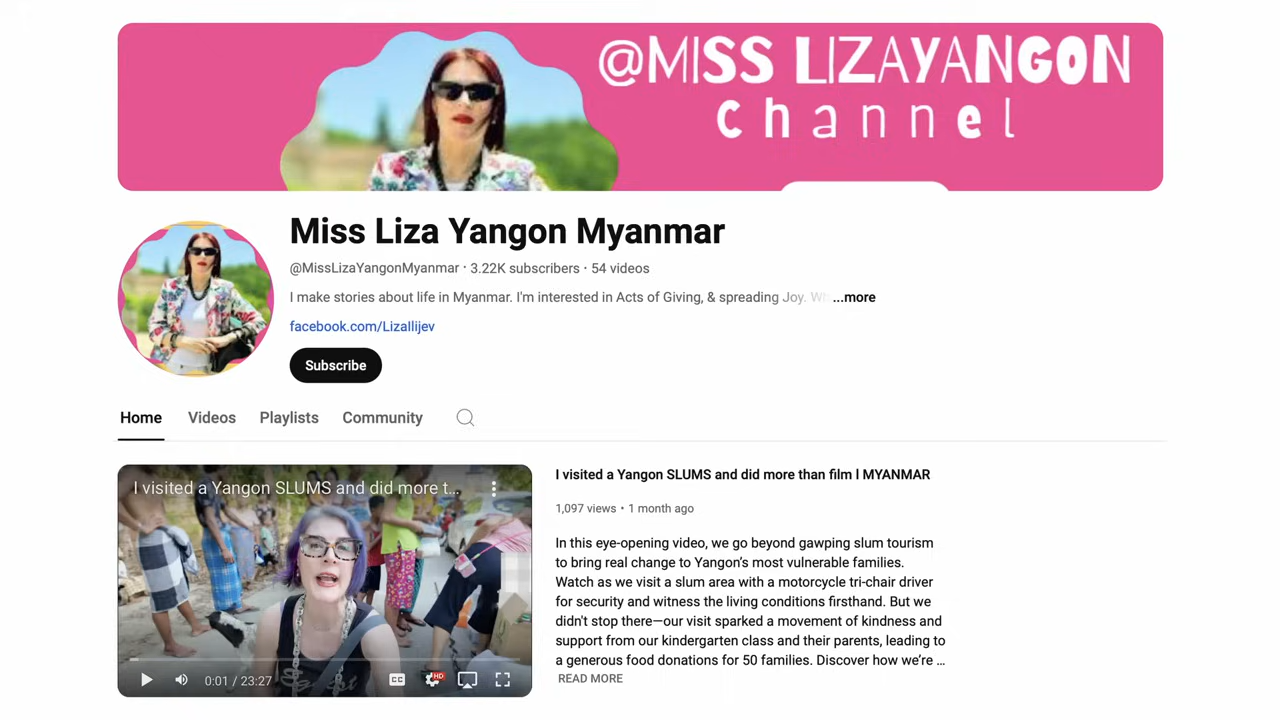 @MISS LIZAYANGON
channel
Miss Liza Yangon Myanmar
@MissLizaYangonMyanmar · 3.22K subscribers · 54 videos
I make stories about life in Myanmar. I'm interested in Acts of Giving, & spreading Joy. ...more
facebook.com/LizaIlijev
Subscribe
Home Videos Playlists Community
I visited a Yangon SLUMS and did more t...
CC HD
0:01 / 23:27
I visited a Yangon SLUMS and did more than film l MYANMAR
1,097 views • 1 month ago
In this eye-opening video, we go beyond gawping slum tourism
to bring real change to Yangon's most vulnerable families.
Watch as we visit a slum area with a motorcycle tri-chair driver
for security and witness the living conditions firsthand. But we
didn't stop there—our visit sparked a movement of kindness and
support from our kindergarten class and their parents, leading to
a generous food donations for 50 families. Discover how we're ...
READ MORE